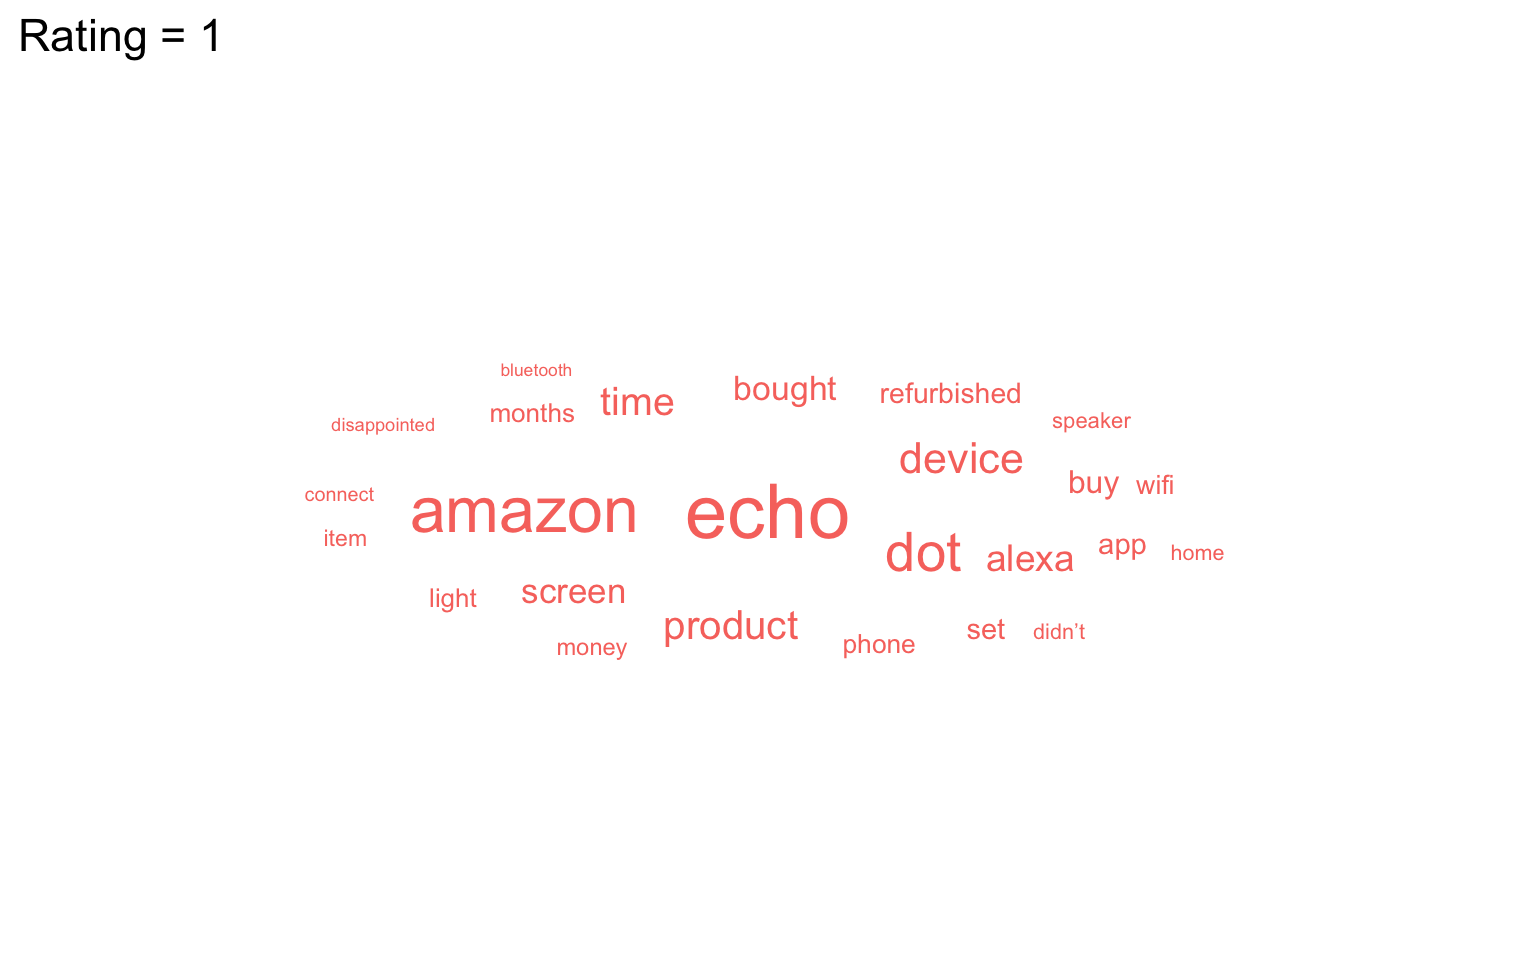 Rating = 1
bluetooth
time
bought
refurbished
months
disappointed
speaker
device
buy
wifi
connect
amazon
echo
item
dot
alexa
app
home
light
screen
product
set
didn’t
money
phone